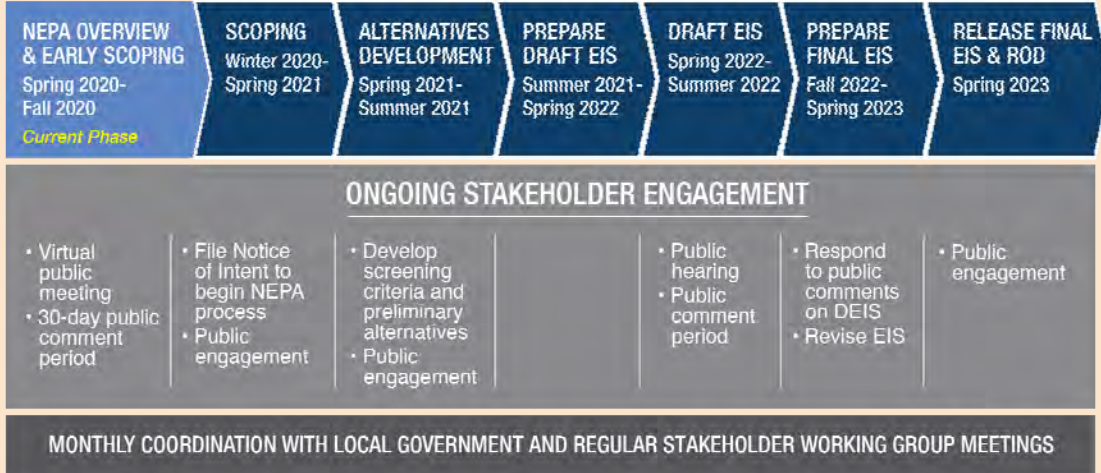 NEPA OVERVIEW
& EARLY SCOPING
Spring 2020-
Fall 2020
Current Phase
SCOPING
Winter 2020-
Spring 2021
ALTERNATIVES
DEVELOPMENT
Spring 2021-
Summer 2021
PREPARE
DRAFT EIS
Summer 2021-
Spring 2022
DRAFT EIS
Spring 2022-
Summer 2022
PREPARE
FINAL EIS
Fall 2022-
Spring 2023
RELEASE FINAL
EIS & ROD
Spring 2023
ONGOING STAKEHOLDER ENGAGEMENT
• Virtual
public
meeting
• 30-day public
comment
period
• File Notice
of Intent to
begin NEPA
process
• Public
engagement
• Develop
screening
criteria and
preliminary
alternatives
• Public
engagement
• Public
hearing
• Public
comment
period
• Respond
to public
comments
on DEIS
• Revise EIS
• Public
engagement
MONTHLY COORDINATION WITH LOCAL GOVERNMENT AND REGULAR STAKEHOLDER WORKING GROUP MEETINGS